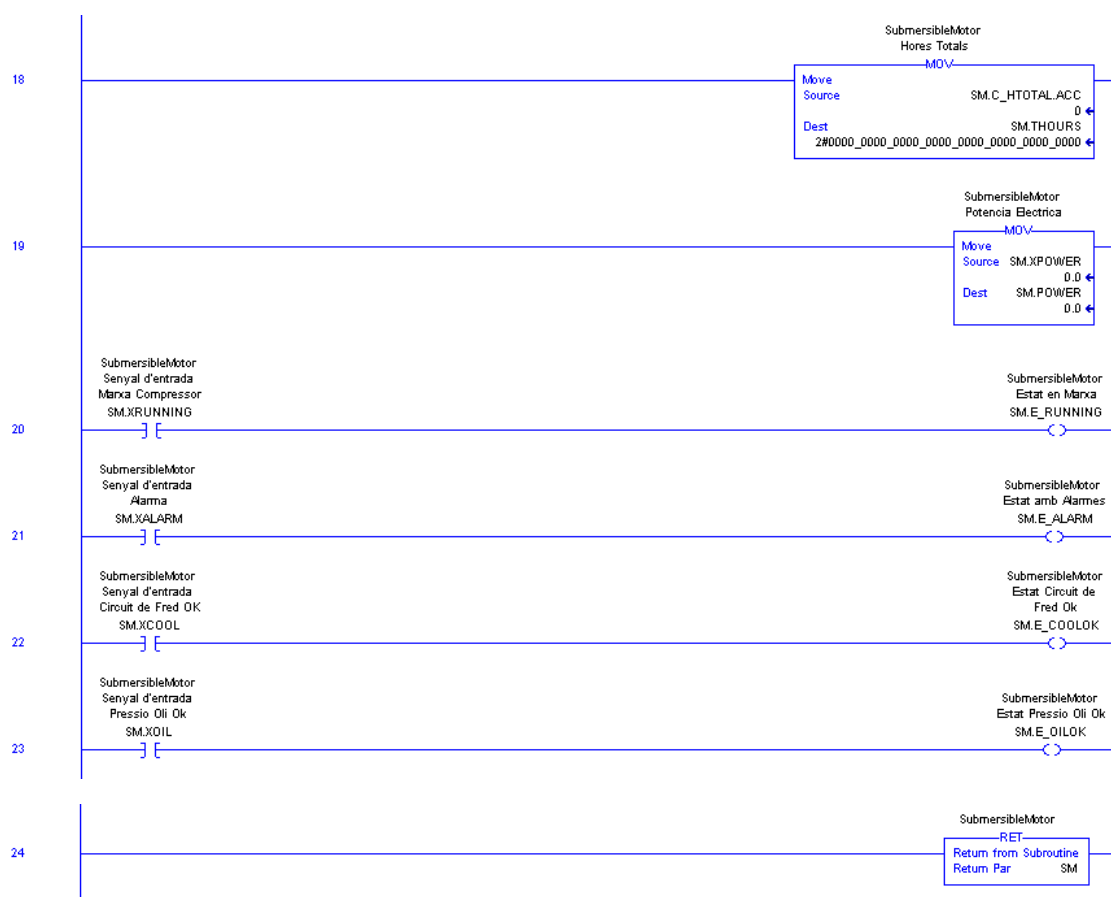 SubmersibleMotor
Hores Totals
MOV
18
Move
Source SM.C_HTOTAL.ACC
0
Dest SM.THOURS
2#0000_0000_0000_0000_0000_0000_0000_0000
SubmersibleMotor
Potencia Electrica
MOV
19
Move
Source SM.XPOWER
0.0
Dest SM.POWER
0.0
SubmersibleMotor
Senyal d'entrada
Marxa Compressor
SM.XRUNNING
SubmersibleMotor
Estat en Marxa
SM.E_RUNNING
20
SubmersibleMotor
Senyal d'entrada
Alarma
SM.XALARM
SubmersibleMotor
Estat amb Alarmes
SM.E_ALARM
21
SubmersibleMotor
Senyal d'entrada
Circuit de Fred OK
SM.XCOOL
SubmersibleMotor
Estat Circuit de
Fred Ok
SM.E_COOLOK
22
SubmersibleMotor
Senyal d'entrada
Pressio Oli Ok
SM.XOIL
SubmersibleMotor
Estat Pressio Oli Ok
SM.E_OILOK
23
SubmersibleMotor
RET
24
Return from Subroutine
Return Par SM